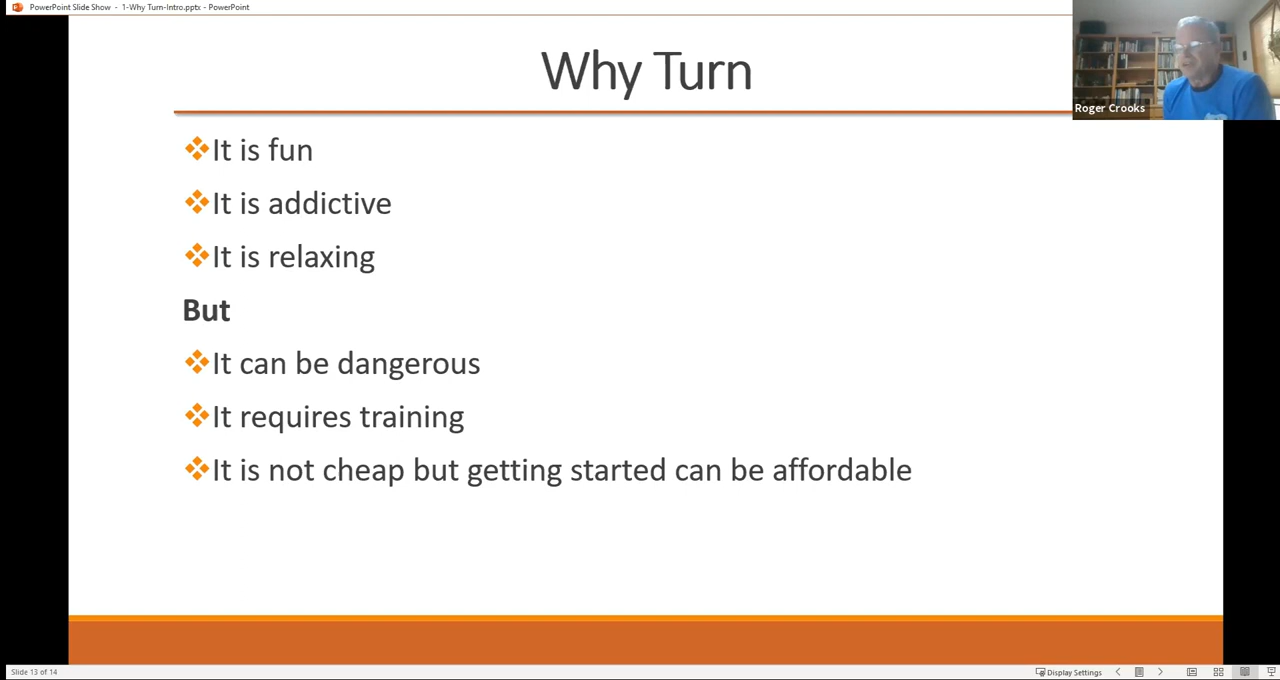 PowerPoint Slide Show - 1-Why Turn-Intro.pptx - PowerPoint
Why Turn
Roger Crooks
It is fun
It is addictive
It is relaxing
But
It can be dangerous
It requires training
It is not cheap but getting started can be affordable
Slide 13 of 14
Display Settings